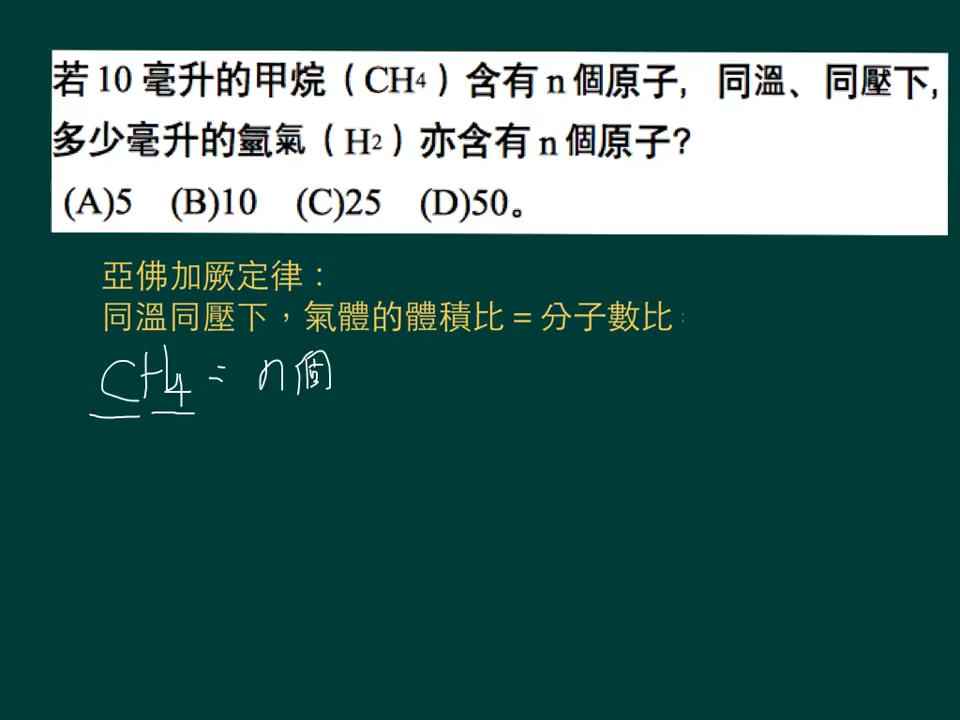 若10毫升的甲烷（CH4）含有n個原子，同溫、同壓下，
多少毫升的氫氣（H2）亦含有n個原子？
(A)5 (B)10 (C)25 (D)50。
亞佛加厥定律：
同溫同壓下，氣體的體積比＝分子數比
CH4 = n個